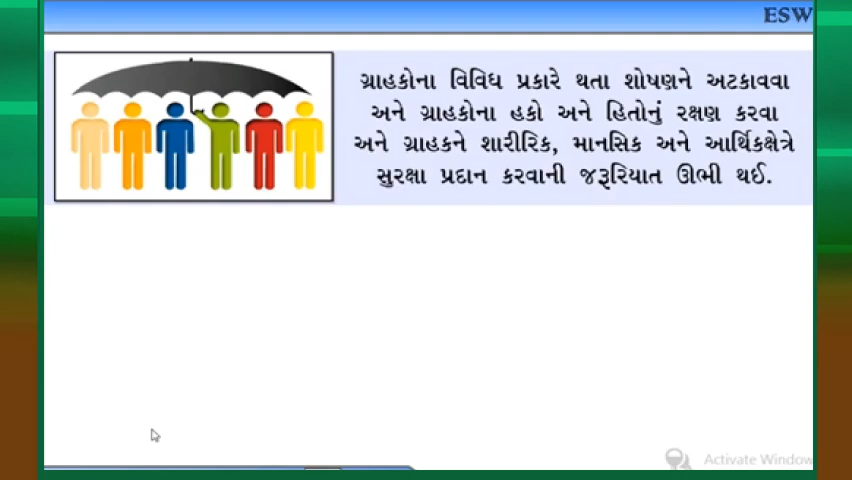 ESW
ગ્રાહકોના વિવિધ પ્રકારે થતા શોષણને અટકાવવા
અને ગ્રાહકોના હકો અને હિતોનું રક્ષણ કરવા
અને ગ્રાહકને શારીરિક, માનસિક અને આર્થિકક્ષેત્રે
સુરક્ષા પ્રદાન કરવાની જરૂરિયાત ઊભી થઈ.
Activate Window